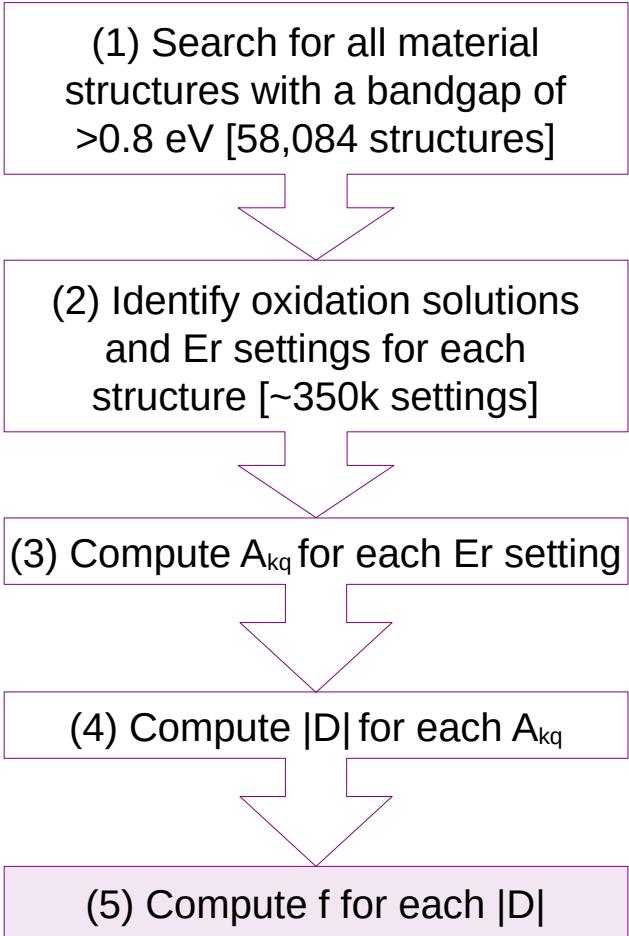 (1) Search for all material
structures with a bandgap of
>0.8 eV [58,084 structures]
(2) Identify oxidation solutions
and Er settings for each
structure [~350k settings]
(3) Compute Akq for each Er setting
(4) Compute |D| for each Akq
(5) Compute f for each |D|